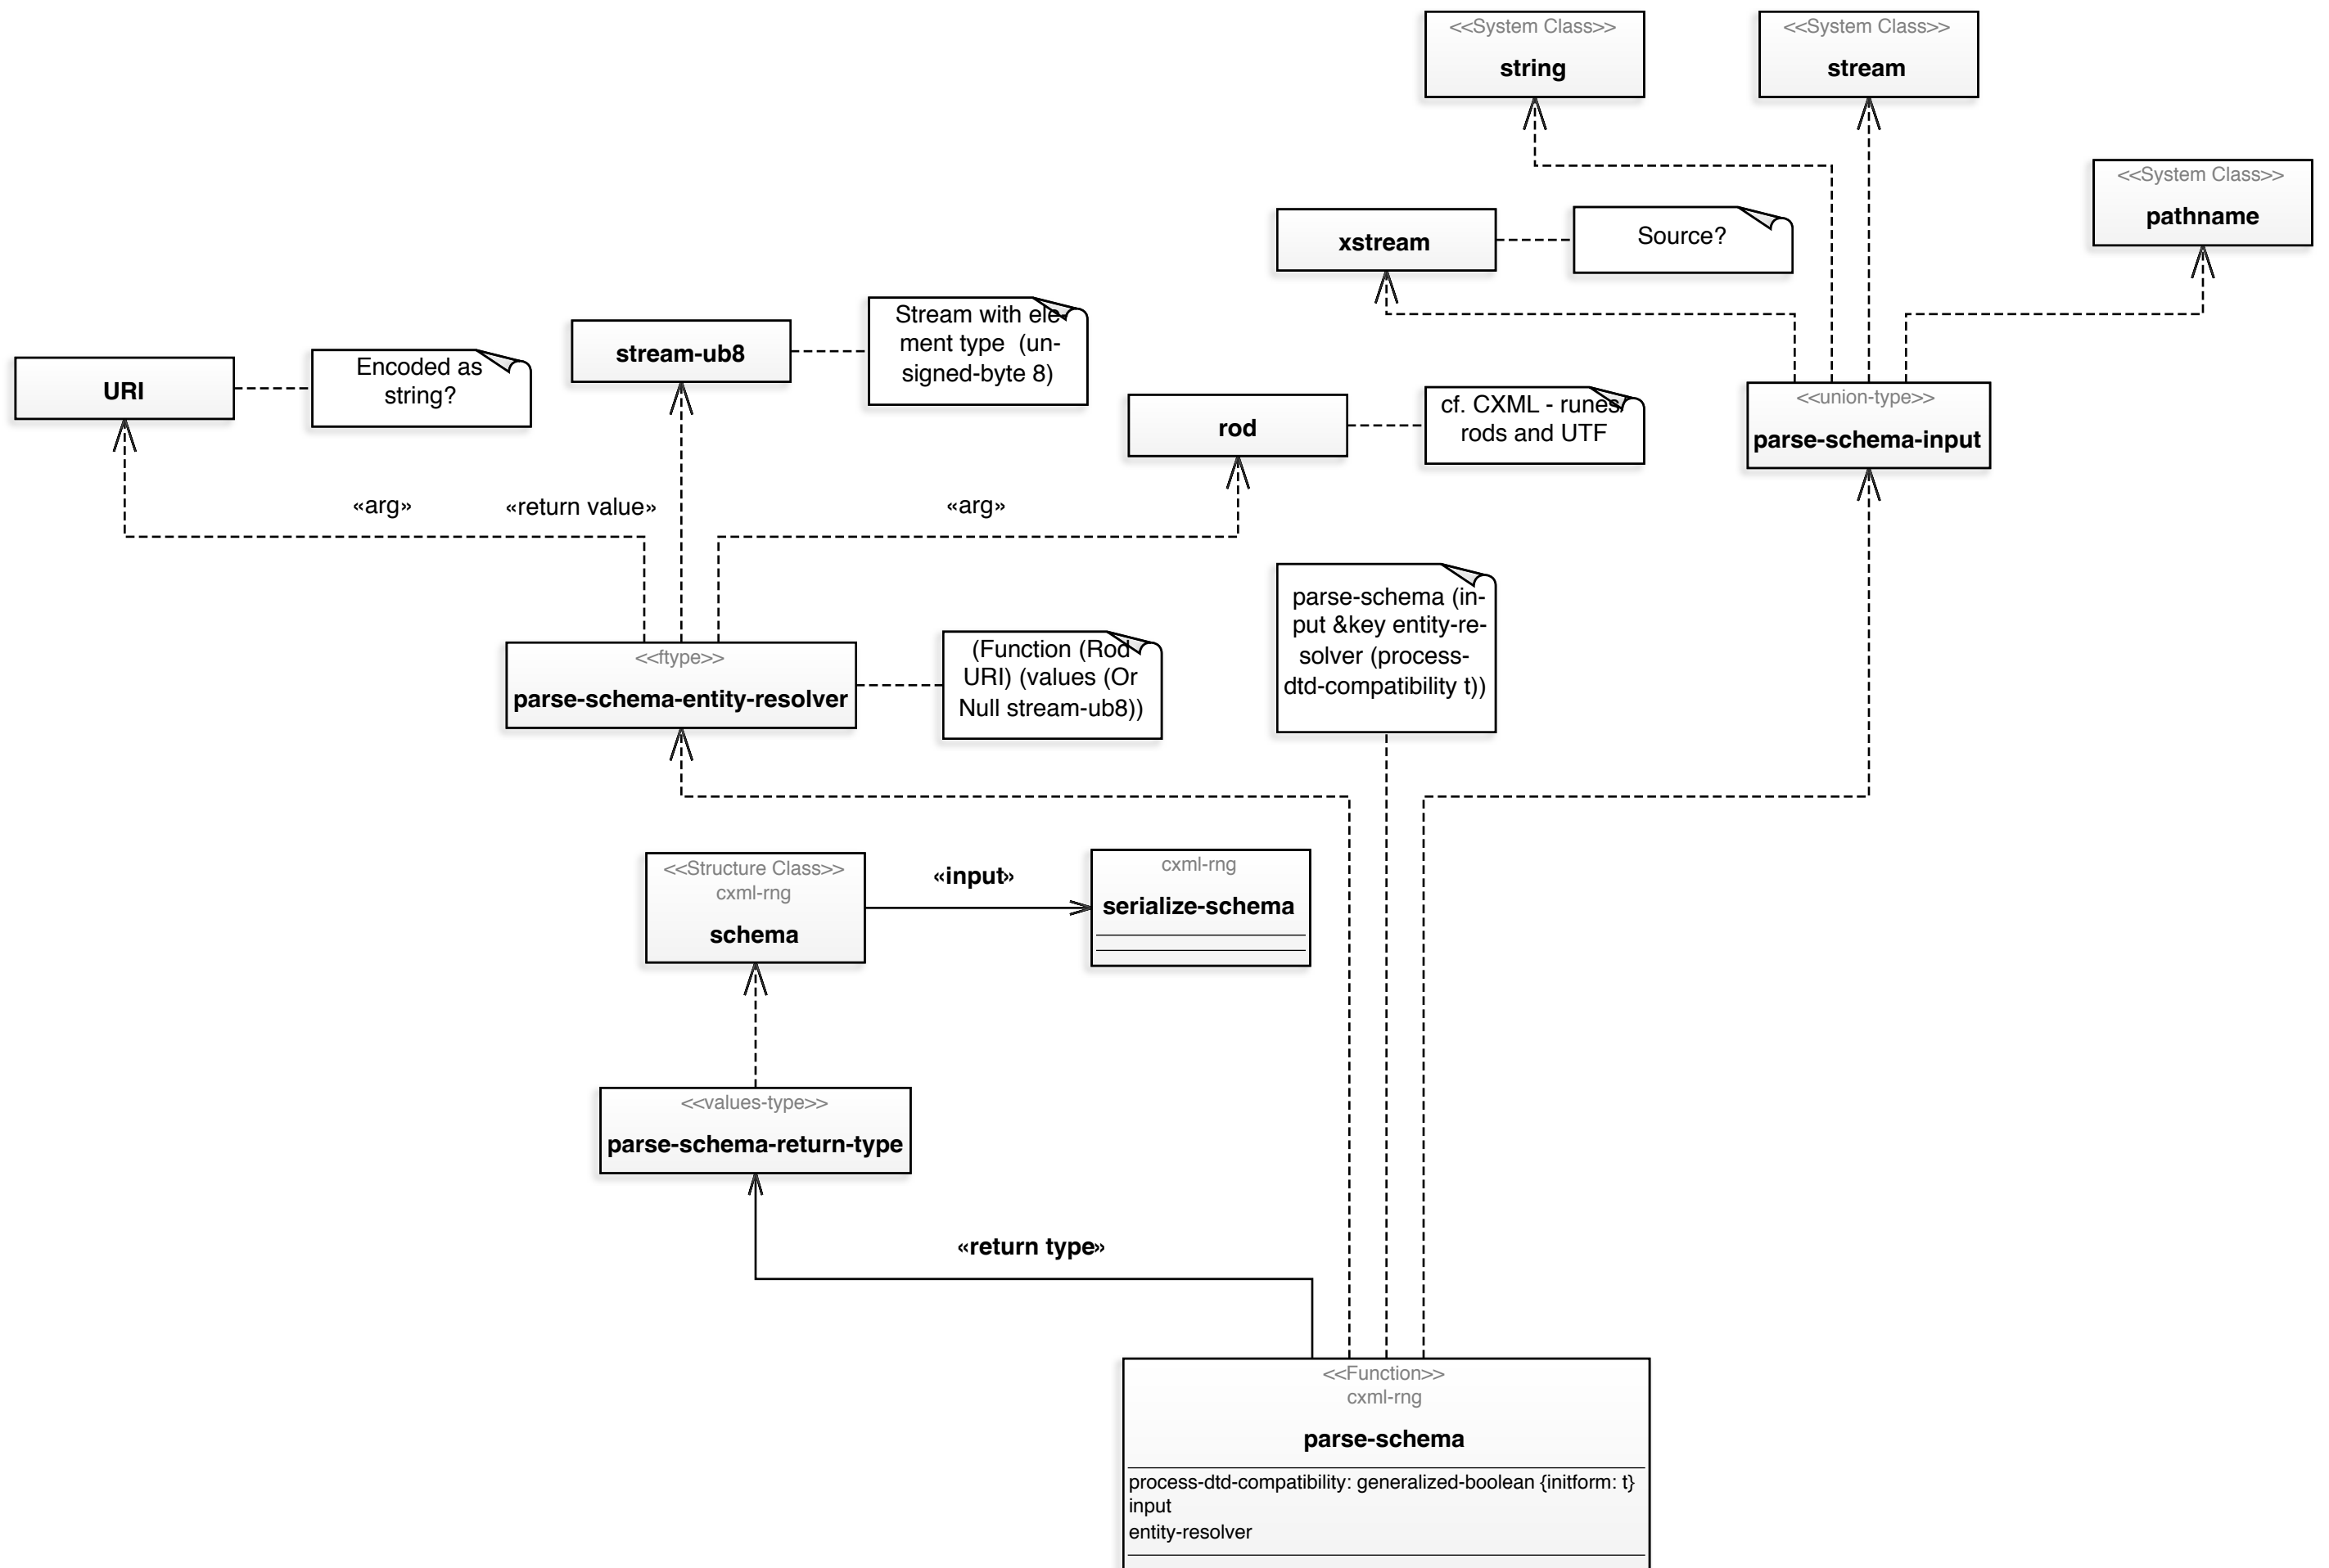 <<System Class>>
string
<<System Class>>
stream
<<System Class>>
pathname
xstream
Source?
Stream with ele-
ment type (un-
signed-byte 8)
stream-ub8
URI
Encoded as
string?
rod
cf. CXML - runes/
rods and UTF
<<union-type>>
parse-schema-input
«arg»
«return value»
«arg»
parse-schema (in-
put &key entity-re-
solver (process-
dtd-compatibility t))
<<ftype>>
parse-schema-entity-resolver
(Function (Rod
URI) (values (Or
Null stream-ub8))
<<Structure Class>>
cxml-rng
schema
«input»
cxml-rng
serialize-schema
<<values-type>>
parse-schema-return-type
«return type»
<<Function>>
cxml-rng
parse-schema
process-dtd-compatibility: generalized-boolean {initform: t}
input
entity-resolver